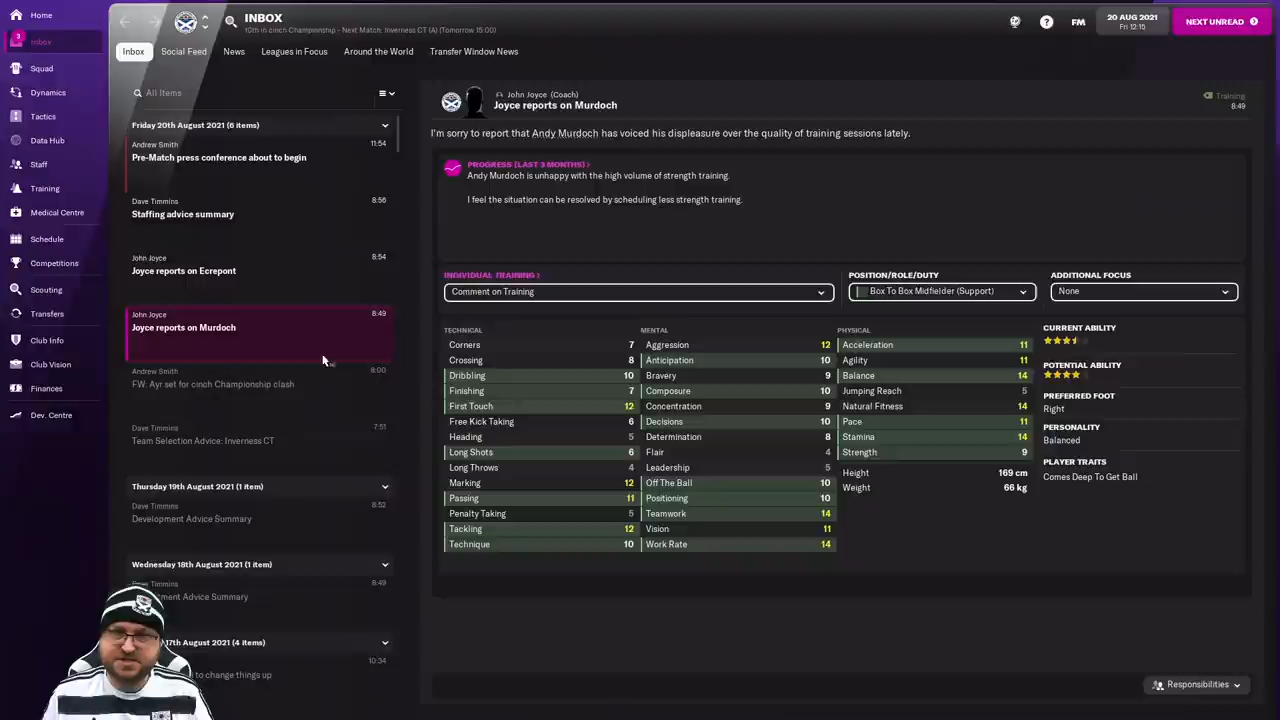 Home
INBOX
10th in cinch Championship - Next Match: Inverness CT (A) (Tomorrow 15:00)
FM
20 AUG 2021
Fri 12:15
NEXT UNREAD
3
Inbox
Squad
Dynamics
Tactics
Data Hub
Staff
Training
Medical Centre
Schedule
Competitions
Scouting
Transfers
Club Info
Club Vision
Finances
Dev. Centre
Inbox
Social Feed
News
Leagues in Focus
Around the World
Transfer Window News
All Items
Friday 20th August 2021 (6 items)
Andrew Smith
11:54
Pre-Match press conference about to begin
Dave Timmins
8:56
Staffing advice summary
John Joyce
8:54
Joyce reports on Ecrepont
John Joyce
8:49
Joyce reports on Murdoch
Andrew Smith
8:00
FW: Ayr set for cinch Championship clash
Dave Timmins
7:51
Team Selection Advice: Inverness CT
Thursday 19th August 2021 (1 item)
Dave Timmins
8:52
Development Advice Summary
Wednesday 18th August 2021 (1 item)
Timmins
8:49
ment Advice Summary
17th August 2021 (4 items)
10:34
to change things up
John Joyce (Coach)
Joyce reports on Murdoch
Training
8:49
I'm sorry to report that Andy Murdoch has voiced his displeasure over the quality of training sessions lately.
PROGRESS (LAST 3 MONTHS) >
Andy Murdoch is unhappy with the high volume of strength training.
I feel the situation can be resolved by scheduling less strength training.
INDIVIDUAL TRAINING >
Comment on Training
POSITION/ROLE/DUTY
Box To Box Midfielder (Support)
ADDITIONAL FOCUS
None
TECHNICAL
Corners 7
Crossing 8
Dribbling 10
Finishing 7
First Touch 12
Free Kick Taking 6
Heading 5
Long Shots 6
Long Throws 4
Marking 12
Passing 11
Penalty Taking 5
Tackling 12
Technique 10
MENTAL
Aggression 12
Anticipation 10
Bravery 9
Composure 10
Concentration 9
Decisions 10
Determination 8
Flair 4
Leadership 5
Off The Ball 10
Positioning 10
Teamwork 14
Vision 11
Work Rate 14
PHYSICAL
Acceleration 11
Agility 11
Balance 14
Jumping Reach 5
Natural Fitness 14
Pace 11
Stamina 14
Strength 9
Height 169 cm
Weight 66 kg
CURRENT ABILITY
POTENTIAL ABILITY
PREFERRED FOOT
Right
PERSONALITY
Balanced
PLAYER TRAITS
Comes Deep To Get Ball
Responsibilities